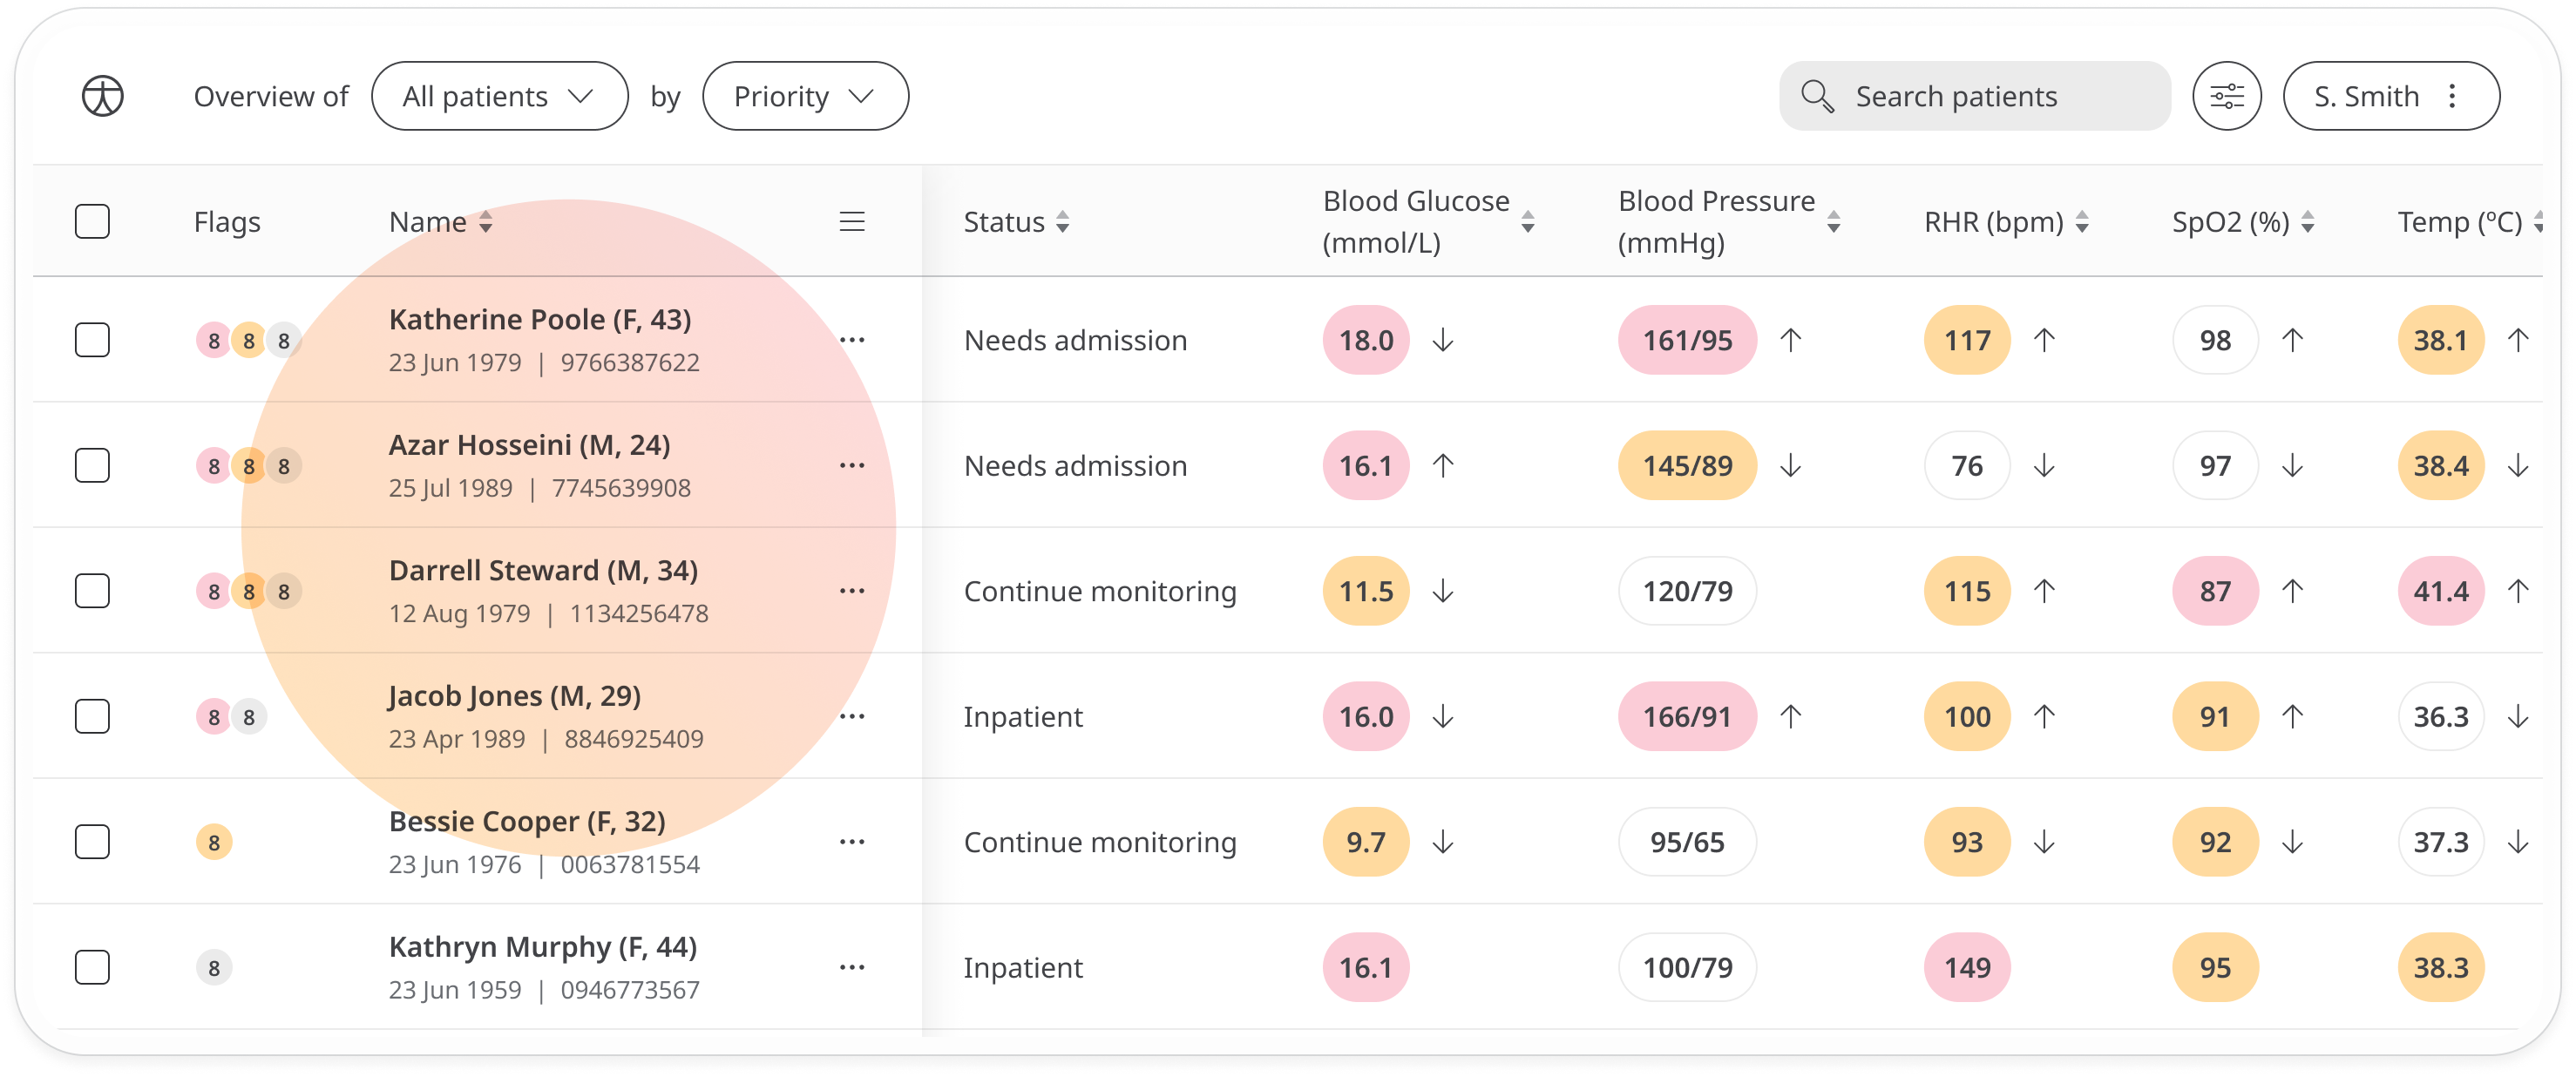 Overview of All patients by Priority Search patients S. Smith
Flags Name Status Blood Glucose (mmol/L) Blood Pressure (mmHg) RHR (bpm) SpO2 (%) Temp (ºC)
8 8 8 Katherine Poole (F, 43)
23 Jun 1979 | 9766387622
Needs admission 18.0 ↓ 161/95 ↑ 117 ↑ 98 ↑ 38.1 ↑
8 8 8 Azar Hosseini (M, 24)
25 Jul 1989 | 7745639908
Needs admission 16.1 ↑ 145/89 ↓ 76 ↓ 97 ↓ 38.4 ↓
8 8 8 Darrell Steward (M, 34)
12 Aug 1979 | 1134256478
Continue monitoring 11.5 ↓ 120/79 115 ↑ 87 ↑ 41.4 ↑
8 8 Jacob Jones (M, 29)
23 Apr 1989 | 8846925409
Inpatient 16.0 ↓ 166/91 ↑ 100 ↑ 91 ↑ 36.3 ↓
8 Bessie Cooper (F, 32)
23 Jun 1976 | 0063781554
Continue monitoring 9.7 ↓ 95/65 93 ↓ 92 ↓ 37.3 ↓
8 Kathryn Murphy (F, 44)
23 Jun 1959 | 0946773567
Inpatient 16.1 100/79 149 95 38.3